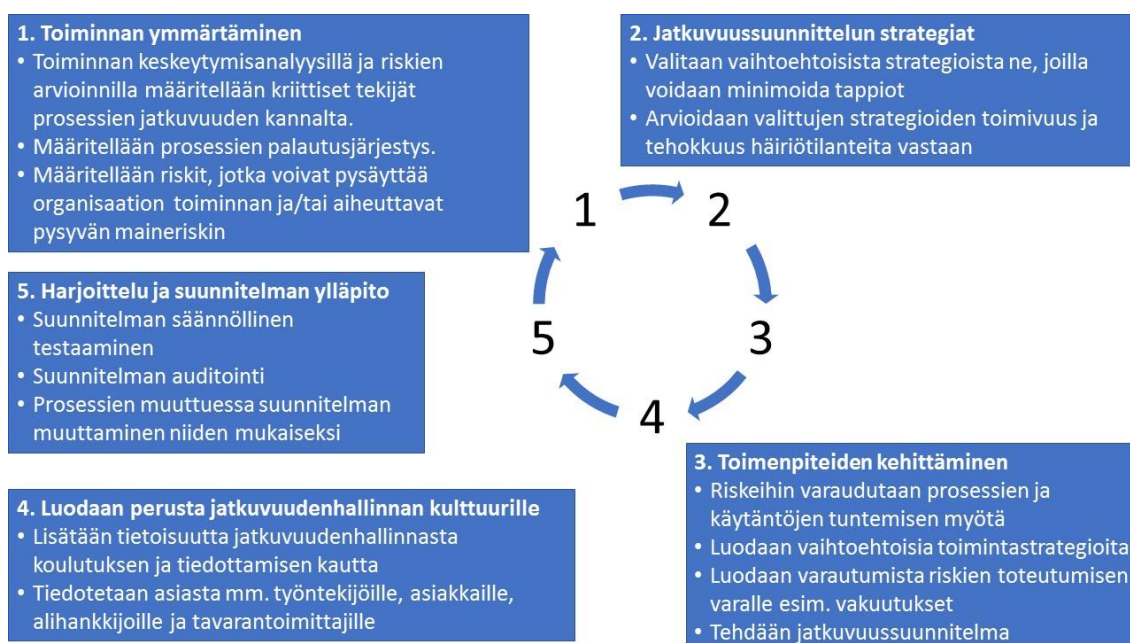 1. Toiminnan ymmärtäminen
• Toiminnan keskeytymisanalyysillä ja riskien
arvioinnilla määritellään kriittiset tekijät
prosessien jatkuvuuden kannalta.
• Määritellään prosessien palautusjärjestys.
• Määritellään riskit, jotka voivat pysäyttää
organisaation toiminnan ja/tai aiheuttavat
pysyvän maineriskin
2. Jatkuvuussuunnittelun strategiat
• Valitaan vaihtoehtoisista strategioista ne, joilla
voidaan minimoida tappiot
• Arvioidaan valittujen strategioiden toimivuus ja
tehokkuus häiriötilanteita vastaan
1
2
3
4
5
5. Harjoittelu ja suunnitelman ylläpito
• Suunnitelman säännöllinen
testaaminen
• Suunnitelman auditointi
• Prosessien muuttuessa suunnitelman
muuttaminen niiden mukaiseksi
3. Toimenpiteiden kehittäminen
• Riskeihin varaudutaan prosessien ja
käytäntöjen tuntemisen myötä
• Luodaan vaihtoehtoisia toimintastrategioita
• Luodaan varautumista riskien toteutumisen
varalle esim. vakuutukset
• Tehdään jatkuvuussuunnitelma
4. Luodaan perusta jatkuvuudenhallinnan kulttuurille
• Lisätään tietoisuutta jatkuvuudenhallinnasta
koulutuksen ja tiedottamisen kautta
• Tiedotetaan asiasta mm. työntekijöille, asiakkaille,
alihankkijoille ja tavarantoimittajille